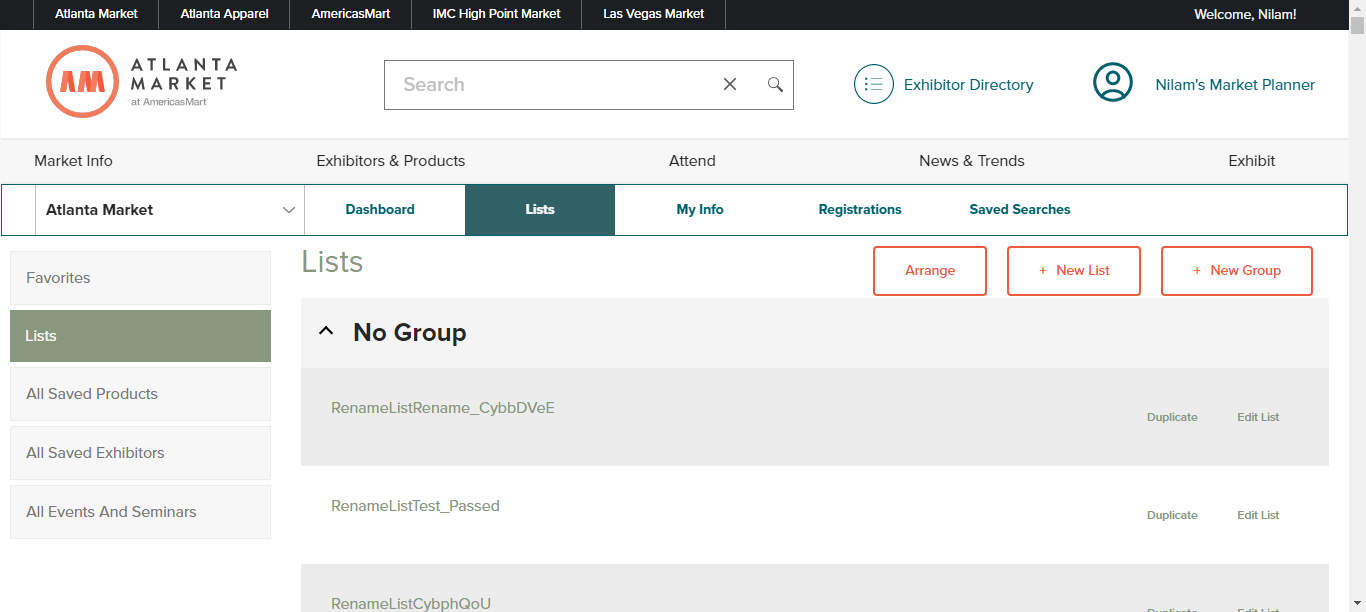 Atlanta Market
Atlanta Apparel
AmericasMart
IMC High Point Market
Las Vegas Market
Welcome, Nilam!
AM
ATLANTA
MARKET
at AmericasMart
Search
Exhibitor Directory
Nilam's Market Planner
Market Info
Exhibitors & Products
Attend
News & Trends
Exhibit
Atlanta Market
Dashboard
Lists
My Info
Registrations
Saved Searches
Favorites
Lists
All Saved Products
All Saved Exhibitors
All Events And Seminars
Lists
Arrange
+ New List
+ New Group
No Group
RenameListRename_CybbDVeE
Duplicate
Edit List
RenameListTest_Passed
Duplicate
Edit List
RenameListCybphQoU
Duplicate
Edit List